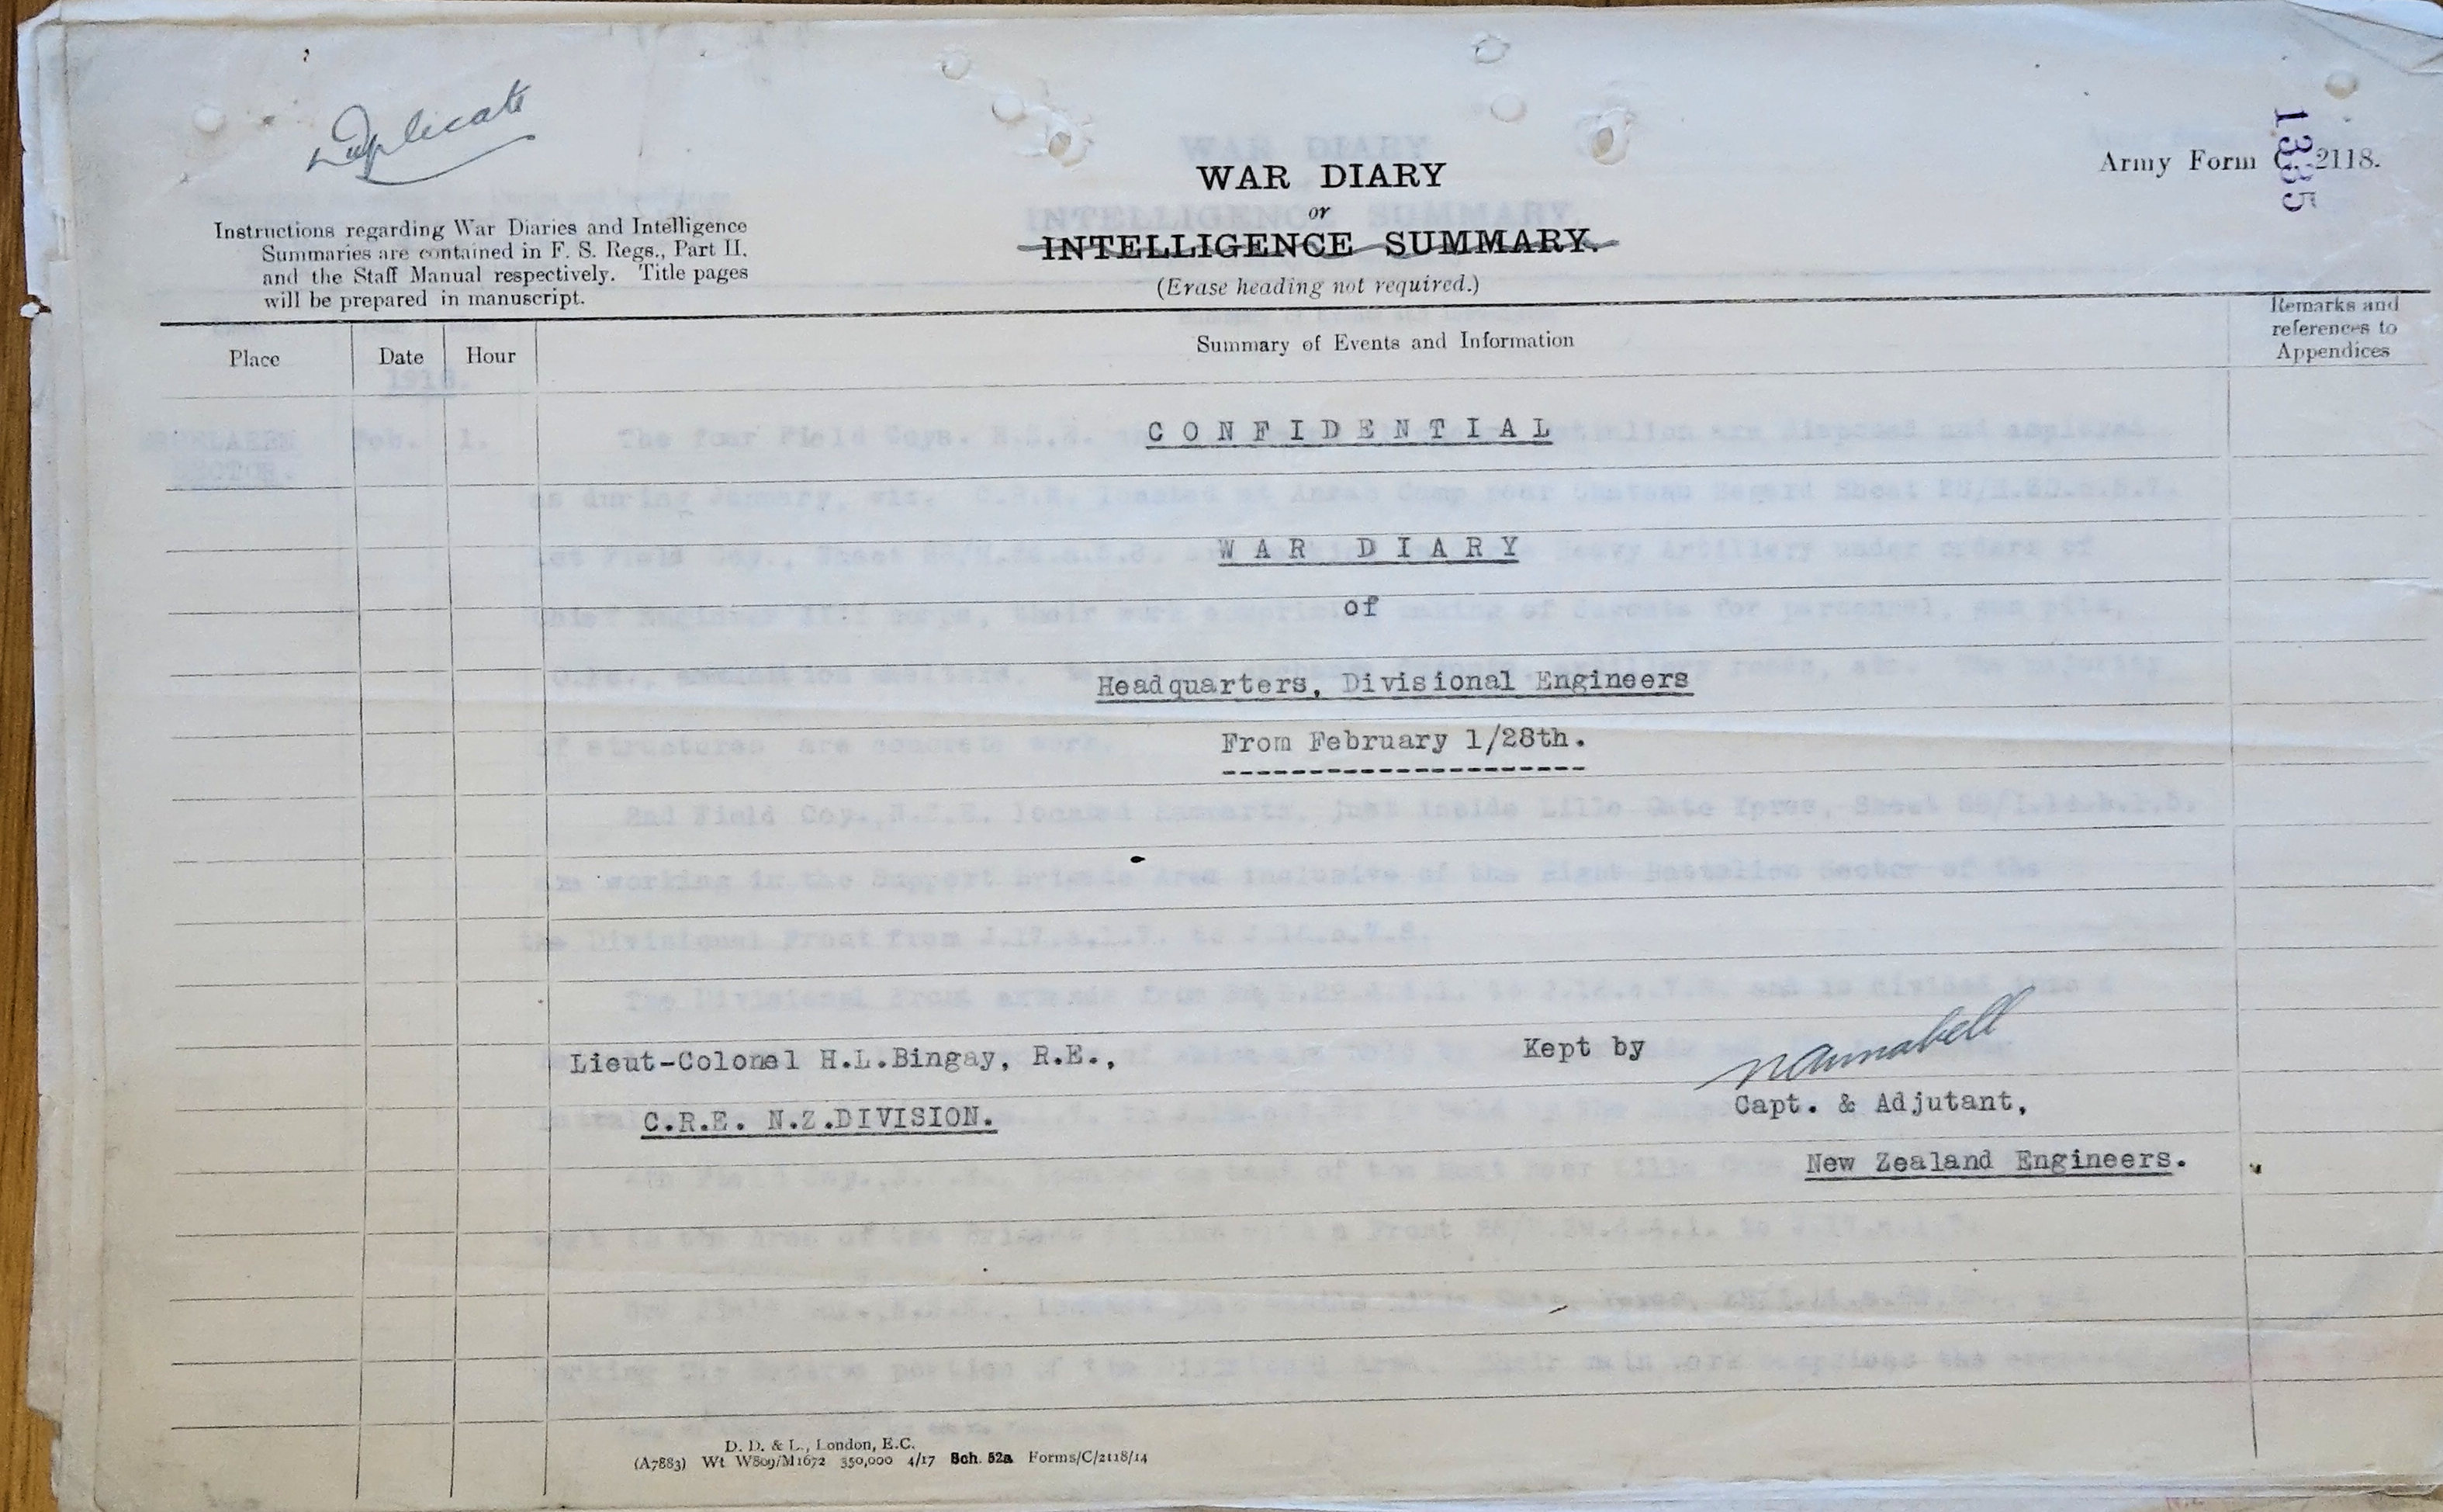 Duplicate
1335
Army Form C. 2118.
WAR DIARY
or
INTELLIGENCE SUMMARY.
(Erase heading not required.)
Instructions regarding War Diaries and Intelligence
Summaries are contained in F. S. Regs., Part II.
and the Staff Manual respectively. Title pages
will be prepared in manuscript.
Place
Date
Hour
Summary of Events and Information
Remarks and
references to
Appendices
CONFIDENTIAL
WAR DIARY
of
Headquarters, Divisional Engineers
From February 1/28th.
Lieut-Colonel H.L.Bingay, R.E.,
C.R.E. N.Z.DIVISION.
Kept by
NAnnabell
Capt. & Adjutant,
New Zealand Engineers.
D. D. & L., London, E.C.
(A7883) Wt W809/M1672 350,000 4/17 Sch. 52a Forms/C/2118/14